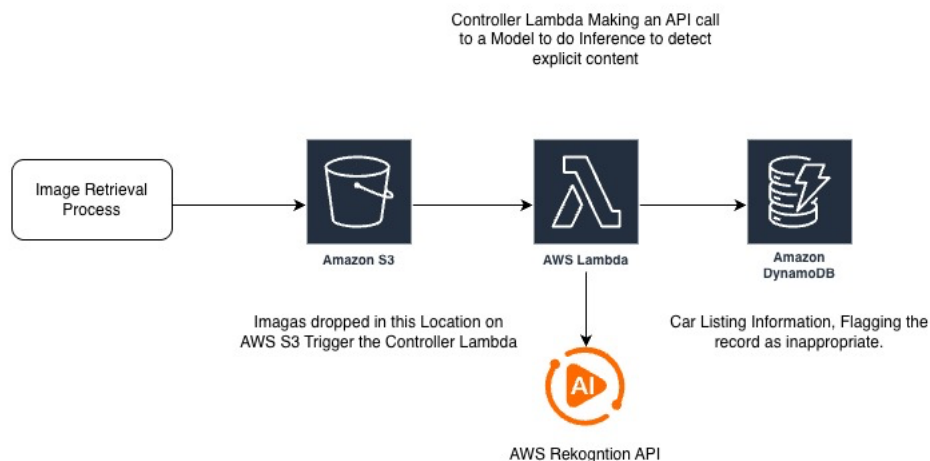 Controller Lambda Making an API call
to a Model to do Inference to detect
explicit content
Image Retrieval
Process
Amazon S3
AWS Lambda
Amazon
DynamoDB
Imagas dropped in this Location on
AWS S3 Trigger the Controller Lambda
Car Listing Information, Flagging the
record as inappropriate.
AI
AWS Rekogntion API